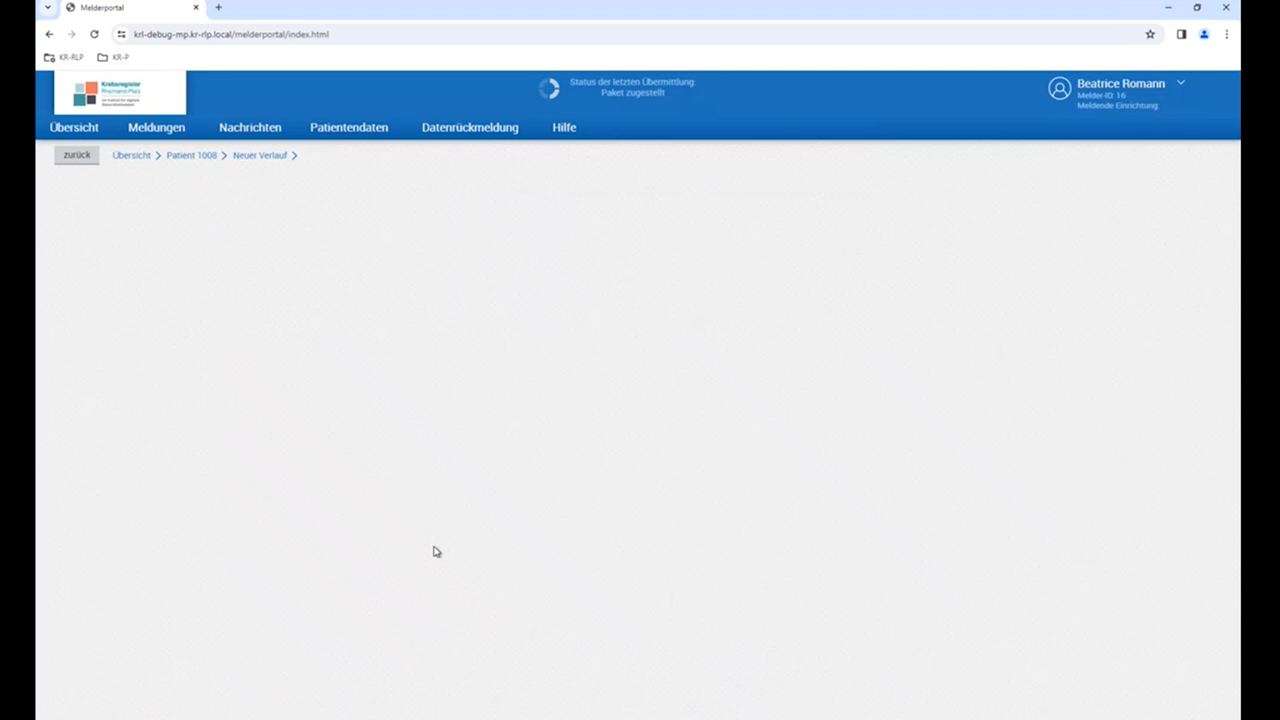 Melderportal
krl-debug-mp.kr-rlp.local/melderportal/index.html
KR-RLP KR-P
Krebsregister
Rheinland-Pfalz
Status der letzten Übermittlung:
Paket zugestellt
Beatrice Romann
Melder-ID: 16
Meldende Einrichtung:
Übersicht Meldungen Nachrichten Patientendaten Datenrückmeldung Hilfe
zurück Übersicht Patient 1008 Neuer Verlauf